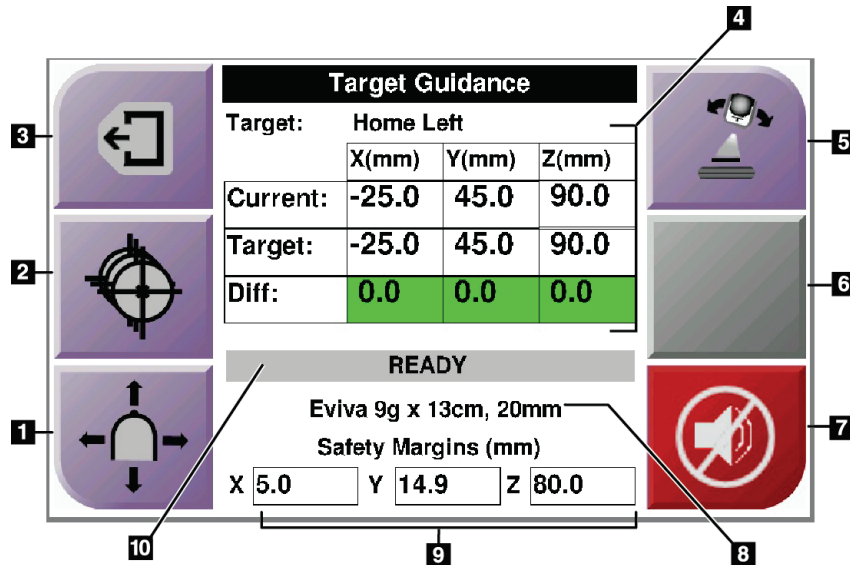 4
Target Guidance
3
Target: Home Left
5
X(mm) Y(mm) Z(mm)
Current: -25.0 45.0 90.0
Target: -25.0 45.0 90.0
2
6
Diff: 0.0 0.0 0.0
READY
1
Eviva 9g x 13cm, 20mm
7
Safety Margins (mm)
X 5.0 Y 14.9 Z 80.0
10
9
8